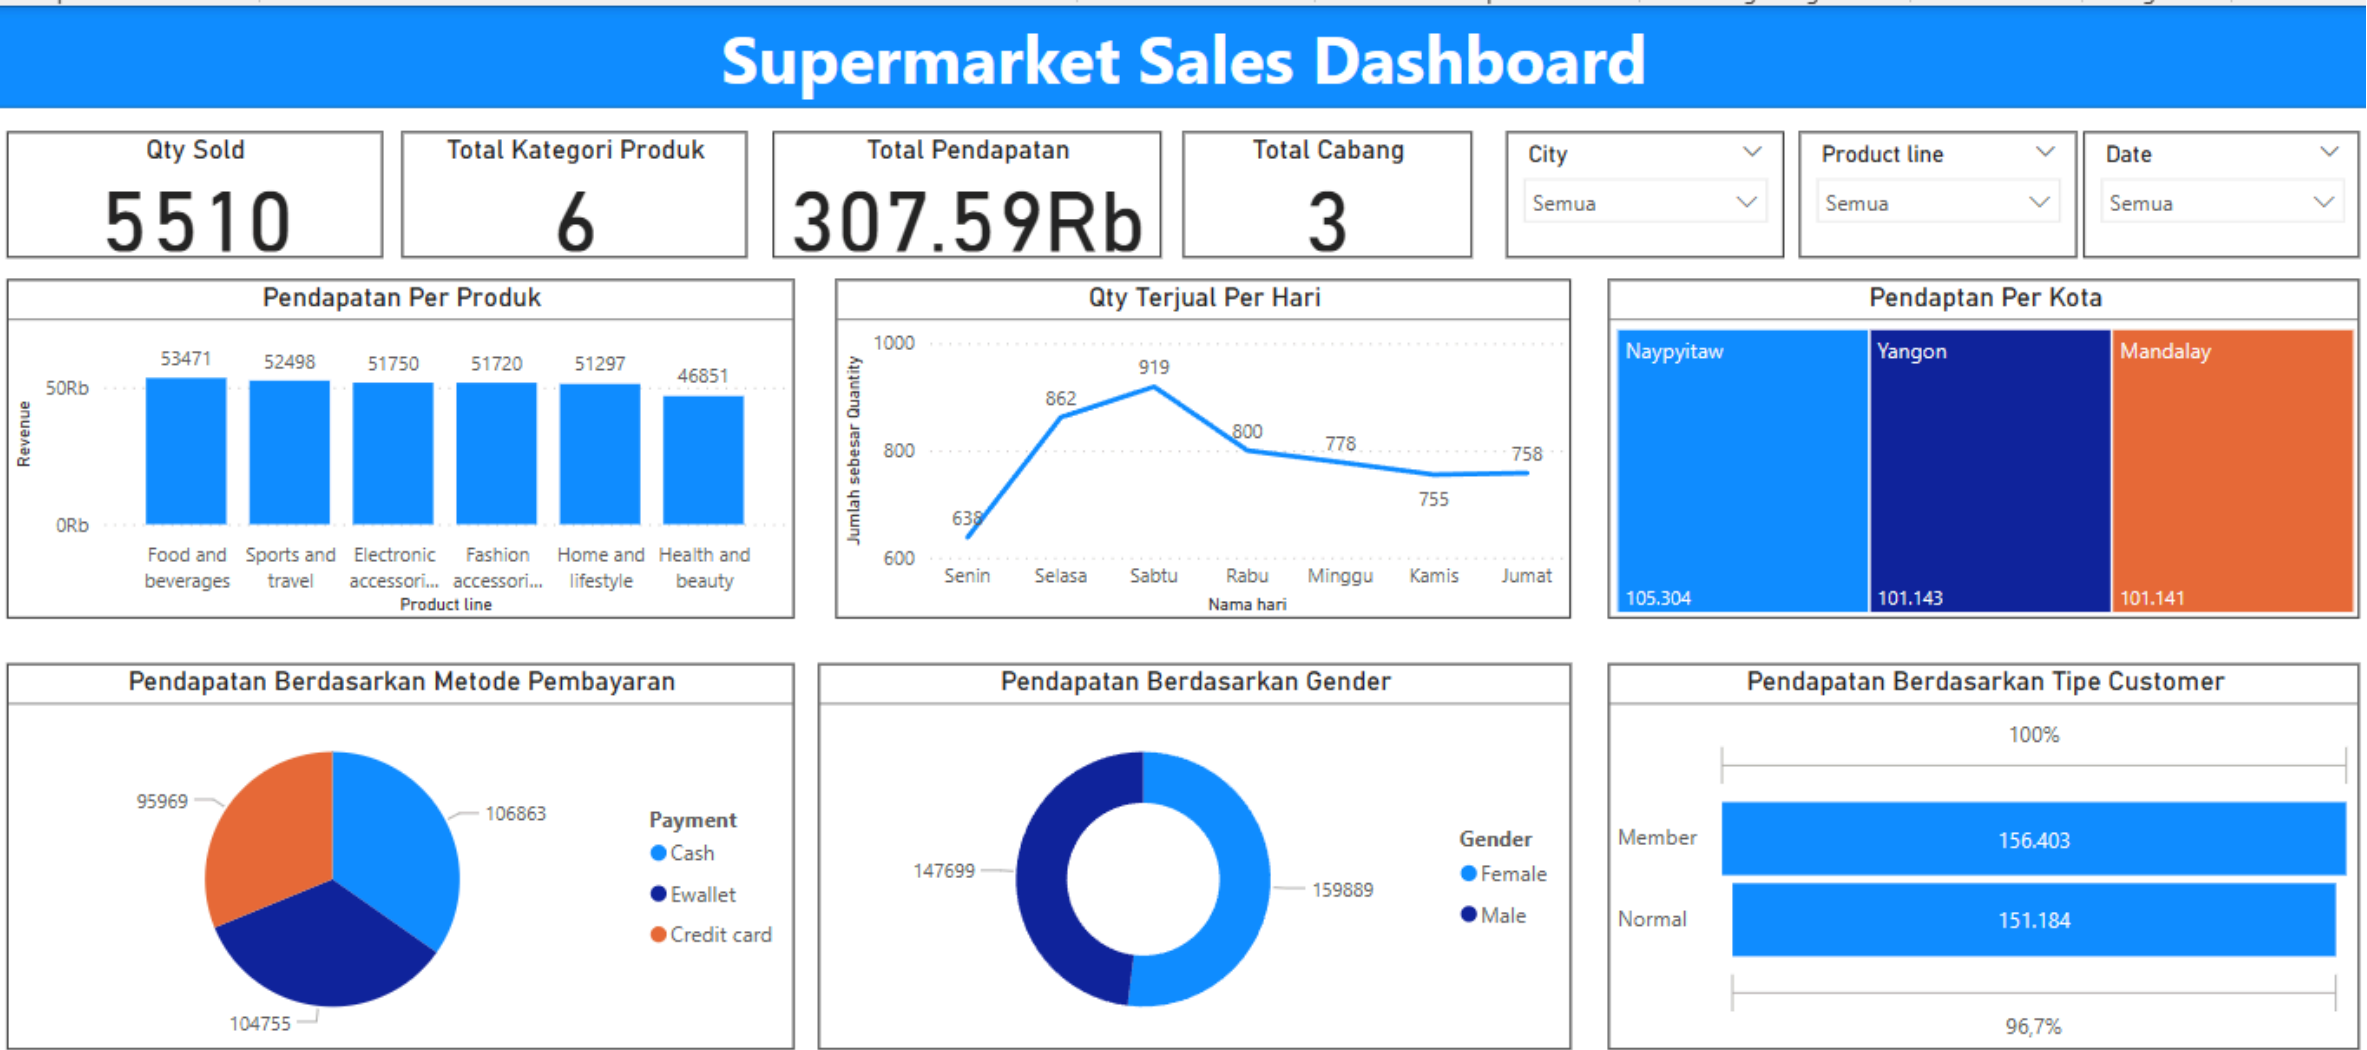 Supermarket Sales Dashboard
Qty Sold
5510
Total Kategori Produk
6
Total Pendapatan
307.59Rb
Total Cabang
3
City
Semua
Product line
Semua
Date
Semua
Pendapatan Per Produk
Revenue
50Rb
0Rb
53471
52498
51750
51720
51297
46851
Food and
beverages
Sports and
travel
Electronic
accessori...
Fashion
accessori...
Home and
lifestyle
Health and
beauty
Product line
Qty Terjual Per Hari
Jumlah sebesar Quantity
1000
800
600
638
862
919
800
778
755
758
Senin
Selasa
Sabtu
Rabu
Minggu
Kamis
Jumat
Nama hari
Pendaptan Per Kota
Naypyitaw
105.304
Yangon
101.143
Mandalay
101.141
Pendapatan Berdasarkan Metode Pembayaran
95969
106863
104755
Payment
Cash
Ewallet
Credit card
Pendapatan Berdasarkan Gender
147699
159889
Gender
Female
Male
Pendapatan Berdasarkan Tipe Customer
100%
Member
156.403
Normal
151.184
96,7%